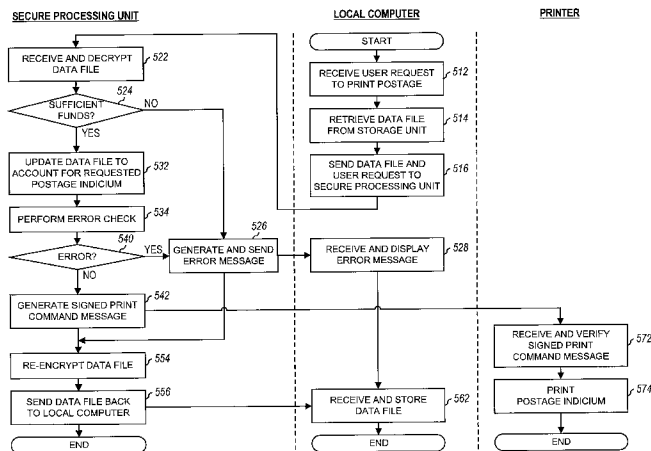 SECURE PROCESSING UNIT
LOCAL COMPUTER
PRINTER
START
RECEIVE USER REQUEST
TO PRINT POSTAGE
512
RETRIEVE DATA FILE
FROM STORAGE UNIT
514
SEND DATA FILE AND
USER REQUEST TO
SECURE PROCESSING UNIT
516
RECEIVE AND DECRYPT
DATA FILE
522
SUFFICIENT
FUNDS?
524
NO
YES
UPDATE DATA FILE TO
ACCOUNT FOR REQUESTED
POSTAGE INDICIUM
532
PERFORM ERROR CHECK
534
ERROR?
540
YES
NO
GENERATE AND SEND
ERROR MESSAGE
526
RECEIVE AND DISPLAY
ERROR MESSAGE
528
GENERATE SIGNED PRINT
COMMAND MESSAGE
542
RE-ENCRYPT DATA FILE
554
SEND DATA FILE BACK
TO LOCAL COMPUTER
556
END
RECEIVE AND STORE
DATA FILE
562
END
RECEIVE AND VERIFY
SIGNED PRINT
COMMAND MESSAGE
572
PRINT
POSTAGE INDICIUM
574
END